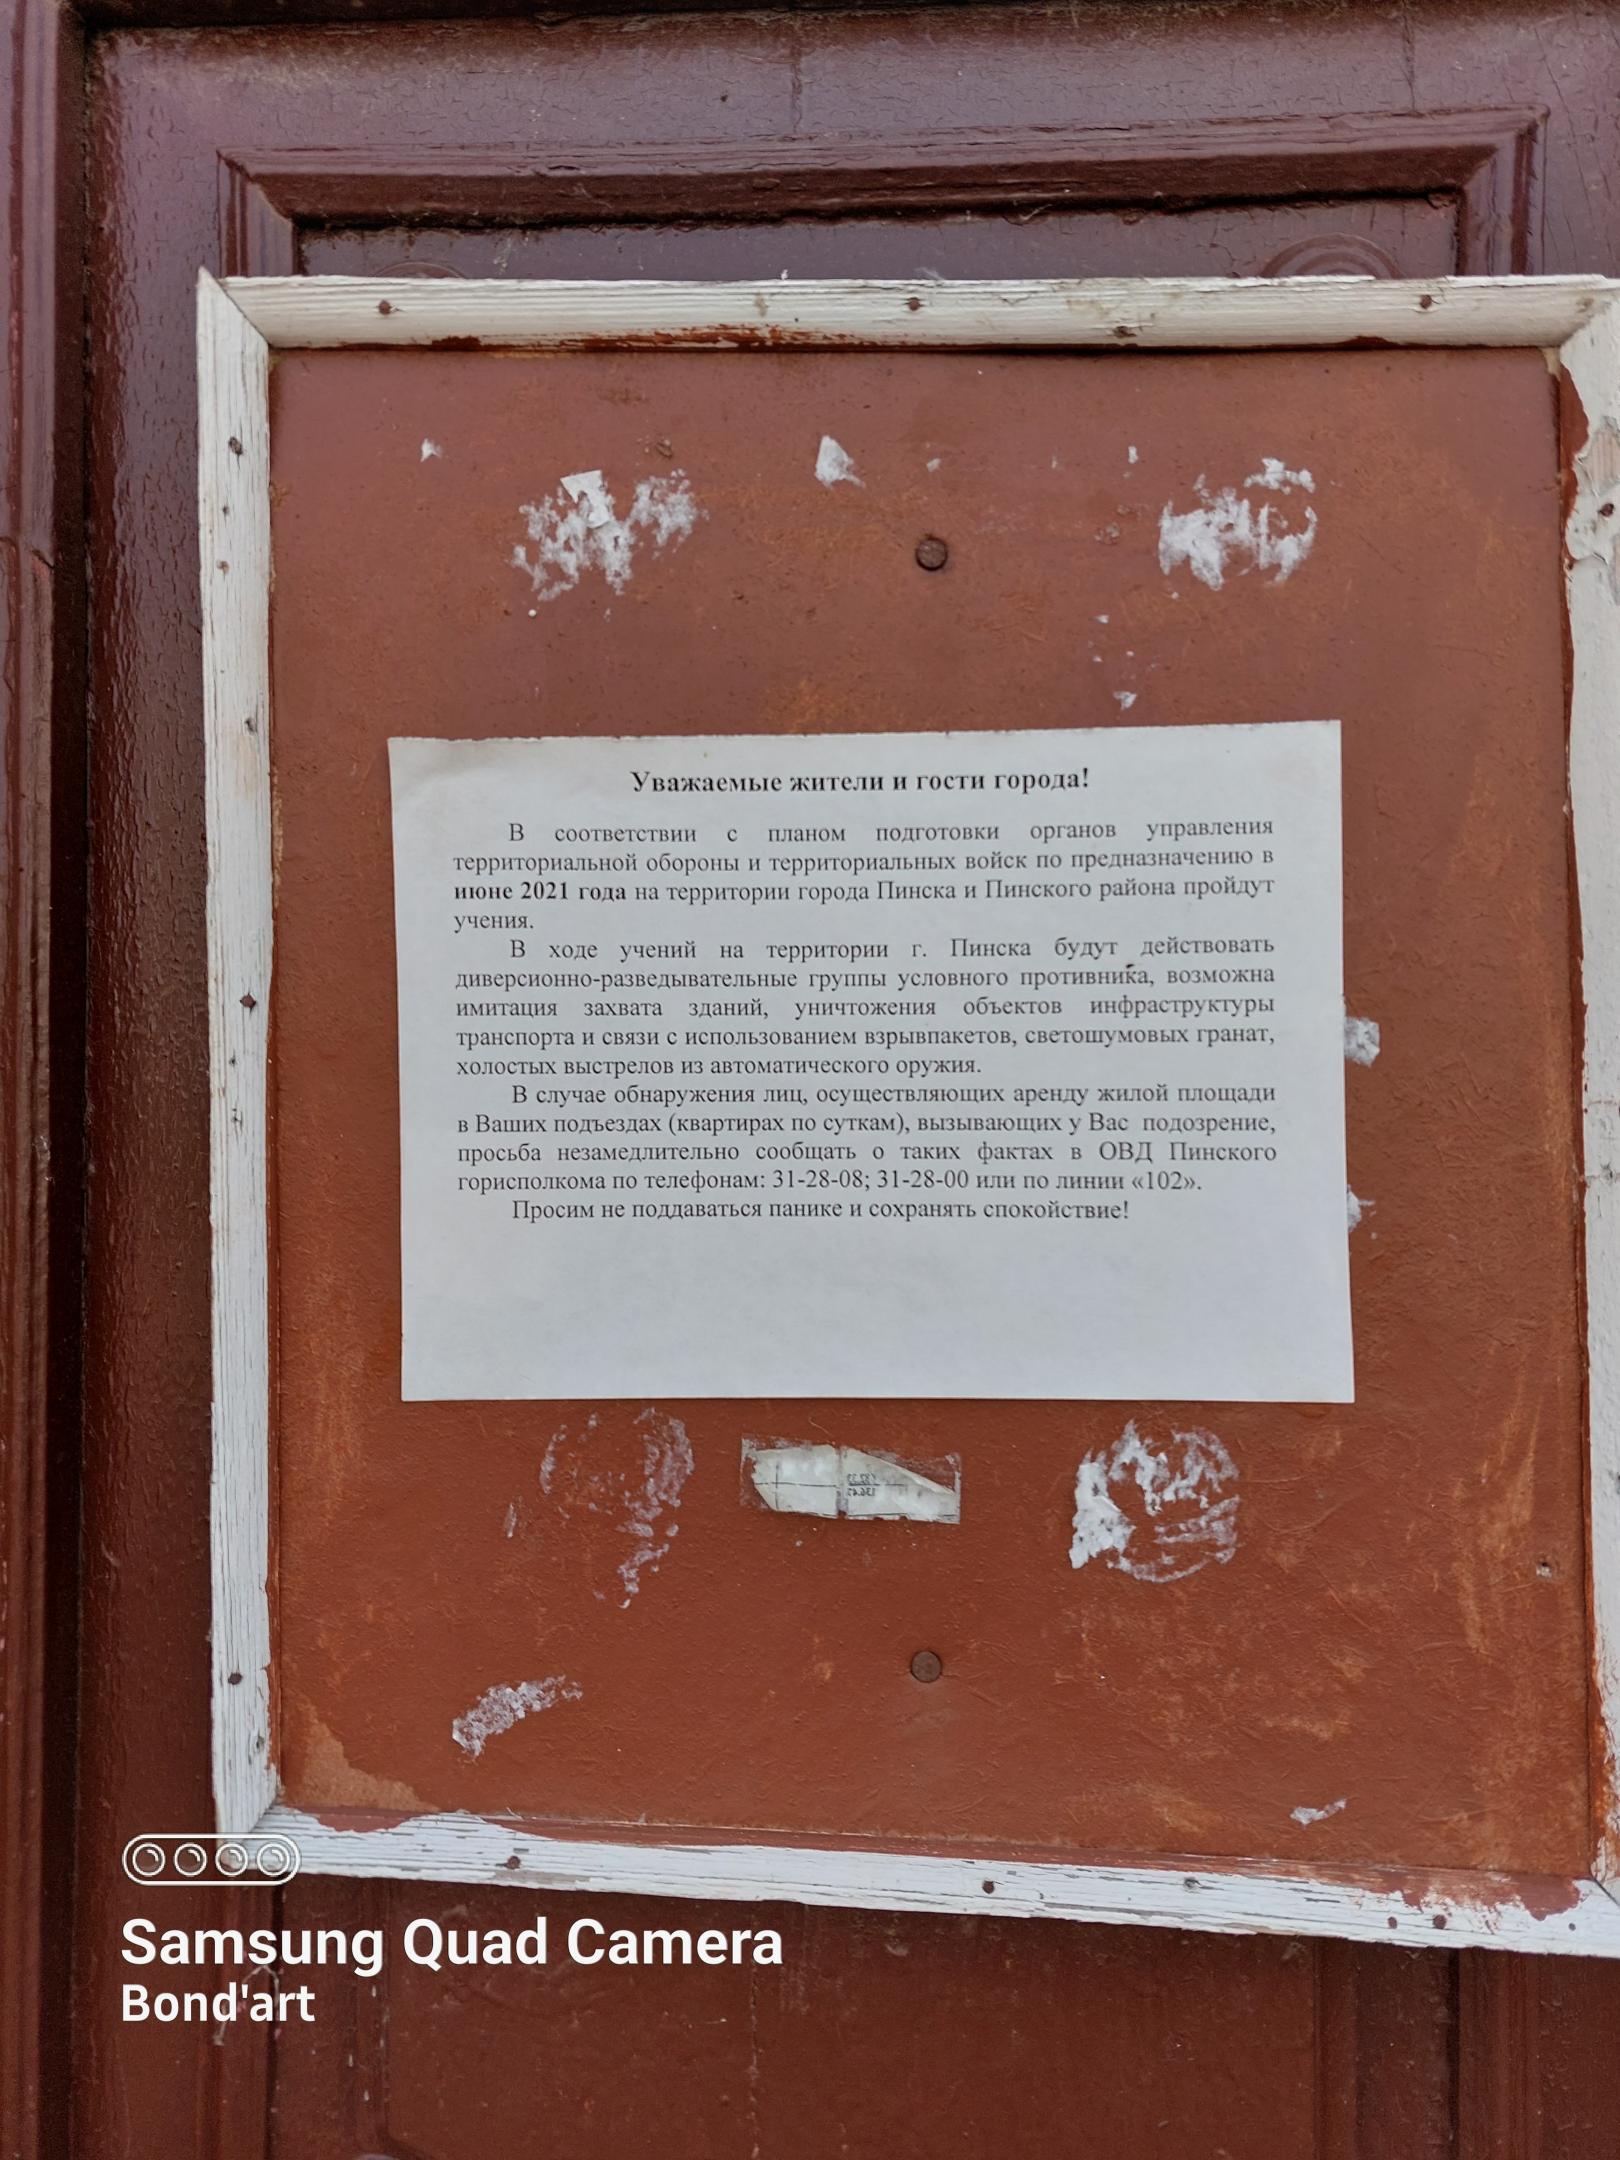 Уважаемые жители и гости города!
В соответствии с планом подготовки органов управления
территориальной обороны и территориальных войск по предназначению в
июне 2021 года на территории города Пинска и Пинского района пройдут
учения.
В ходе учений на территории г. Пинска будут действовать
диверсионно-разведывательные группы условного противника, возможна
имитация захвата зданий, уничтожения объектов инфраструктуры
транспорта и связи с использованием взрывпакетов, светошумовых гранат,
холостых выстрелов из автоматического оружия.
В случае обнаружения лиц, осуществляющих аренду жилой площади
в Ваших подъездах (квартирах по суткам), вызывающих у Вас подозрение,
просьба незамедлительно сообщать о таких фактах в ОВД Пинского
горисполкома по телефонам: 31-28-08; 31-28-00 или по линии «102».
Просим не поддаваться панике и сохранять спокойствие!
Samsung Quad Camera
Bond'art